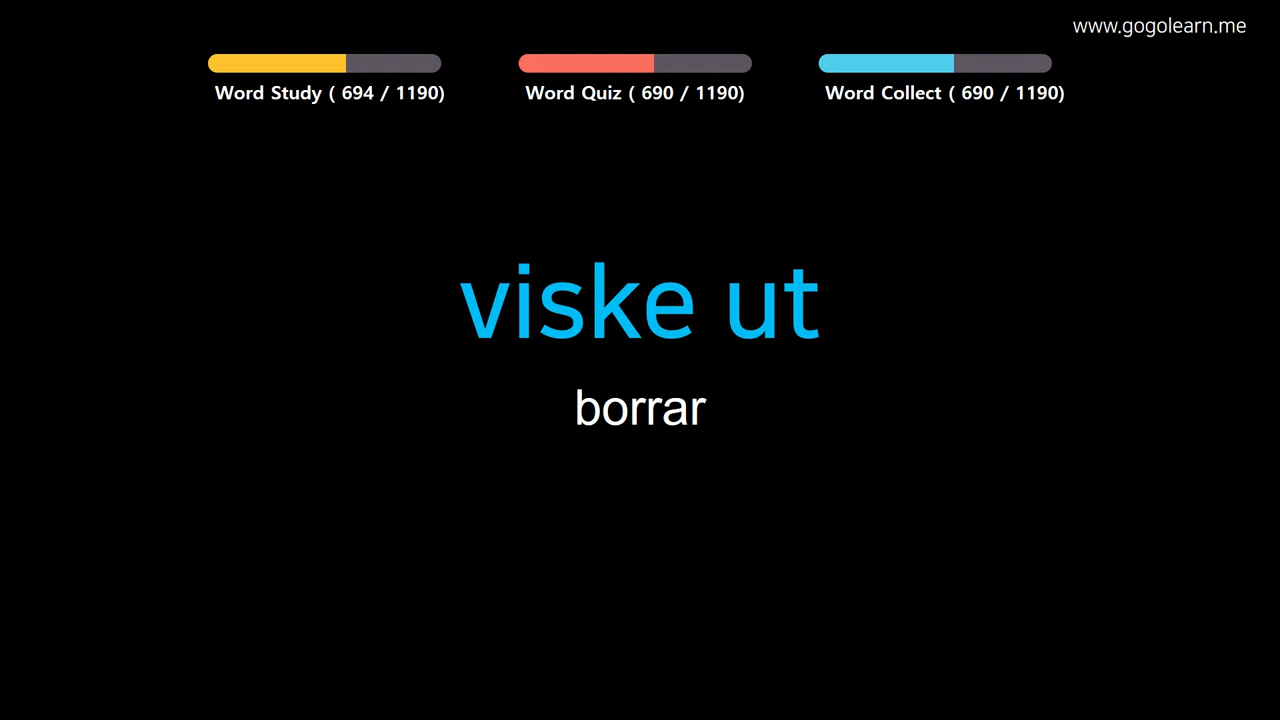 www.gogolearn.me
Word Study ( 694 / 1190)
Word Quiz ( 690 / 1190)
Word Collect ( 690 / 1190)
viske ut
borrar